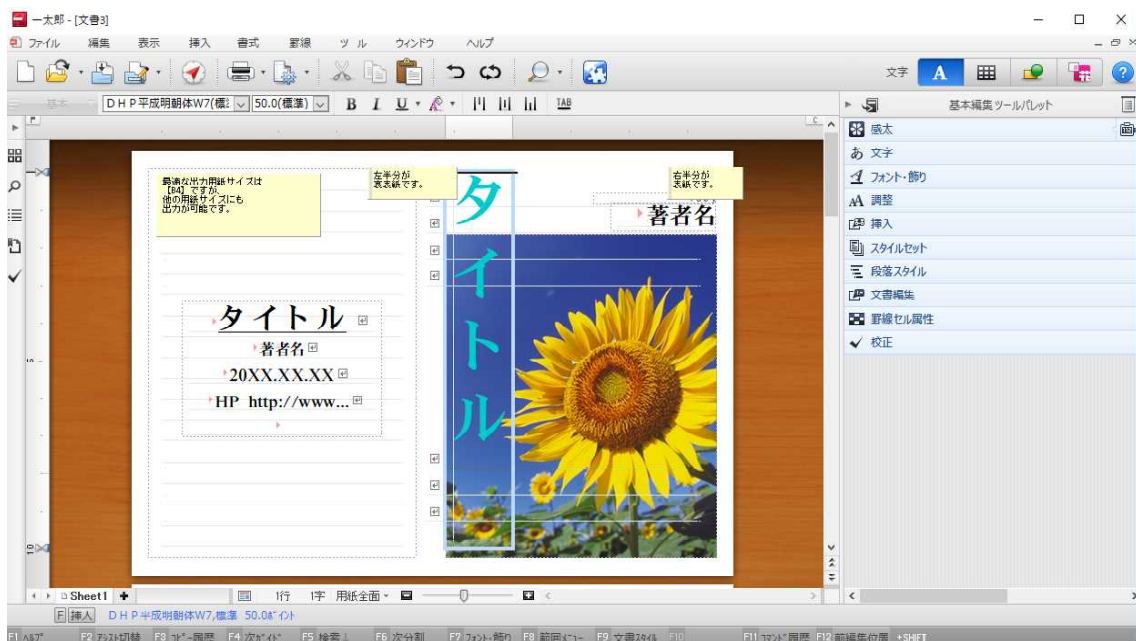 一太郎 - [文書3]
ファイル 編集 表示 挿入 書式 罫線 ツール ウィンドウ ヘルプ
文字 A
基本 DHP平成明朝体W7(標準 50.0(標準) B I U TAB
基本編集 ツールパレット
感太
文字
フォント・飾り
調整
挿入
スタイルセット
段落スタイル
文書編集
罫線セル属性
校正
最適な出力用紙サイズは
【B4】ですが、
他の用紙サイズにも
出力が可能です。
左半分が
裏表紙です。
右半分が
表紙です。
タイトル
著者名
タイトル
著者名
20XX.XX.XX
HP http://www...
Sheet1 1行 1字 用紙全面
挿入 DHP平成明朝体W7,標準 50.0ポイント
F1 ヘルプ F2 アシスト切替 F3 コピー履歴 F4 次ガイド F5 検索↓ F6 次分割 F7 フォント・飾り F8 前回メニュー F9 文書スタイル F10 F11 コマンド履歴 F12 前編集位置 +SHIFT